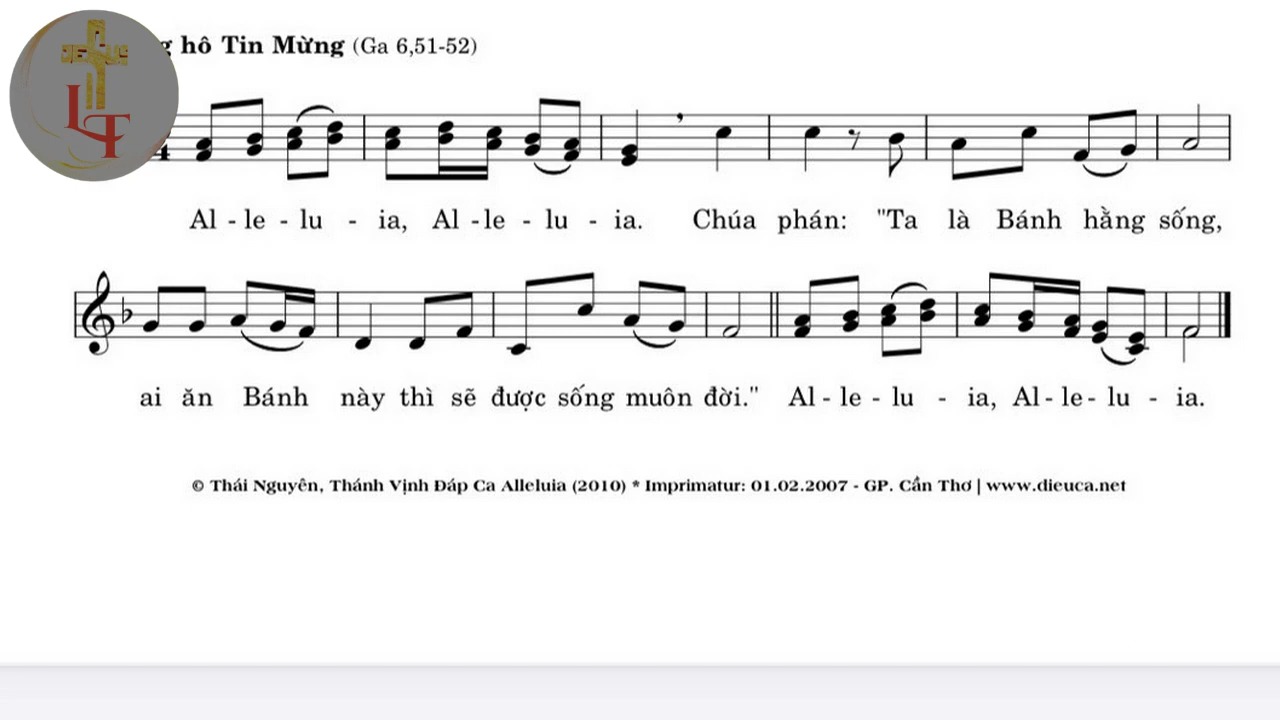 JESUS
LT
hô Tin Mừng (Ga 6,51-52)
4
Al - le - lu - ia, Al - le - lu - ia. Chúa phán: "Ta là Bánh hằng sống,
ai ăn Bánh này thì sẽ được sống muôn đời." Al - le - lu - ia, Al - le - lu - ia.
© Thái Nguyên, Thánh Vịnh Đáp Ca Alleluia (2010) * Imprimatur: 01.02.2007 - GP. Cần Thơ | www.dieuca.net